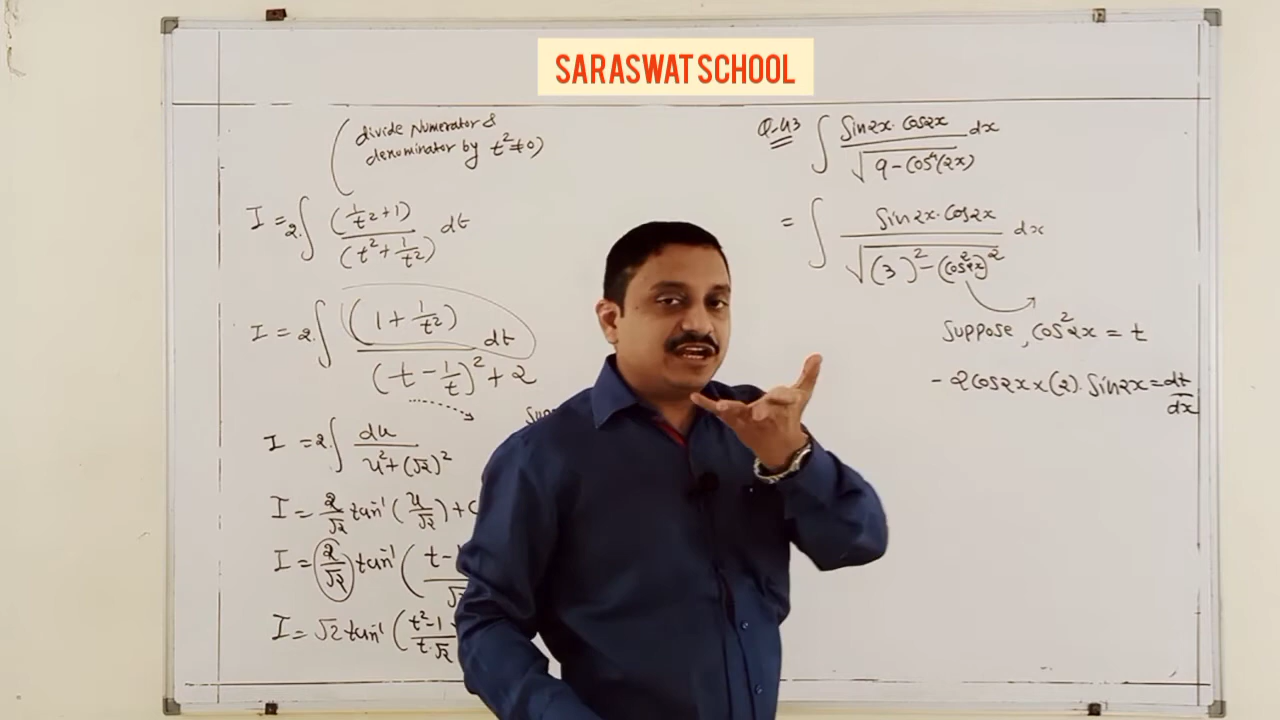 SARASWAT SCHOOL
(divide Numerator &
denominator by t²≠0)
I = 2.∫ (1/t²+1)/(t²+1/t²) dt
I = 2.∫ (1+1/t²)/((t-1/t)²+2) dt
I = 2∫ du/(u²+(√2)²)
I = 2/√2 tan⁻¹(u/√2)+C
I = (2/√2) tan⁻¹(
I = √2 tan⁻¹(
Q.43 ∫ Sin2x·Cos2x/√(9-Cos⁴(2x)) dx
= ∫ Sin2x·Cos2x/√((3)²-(Cos²2x)²) dx
Suppose, Cos²2x = t
-2Cos2x×(2)·Sin2x = dt/dx